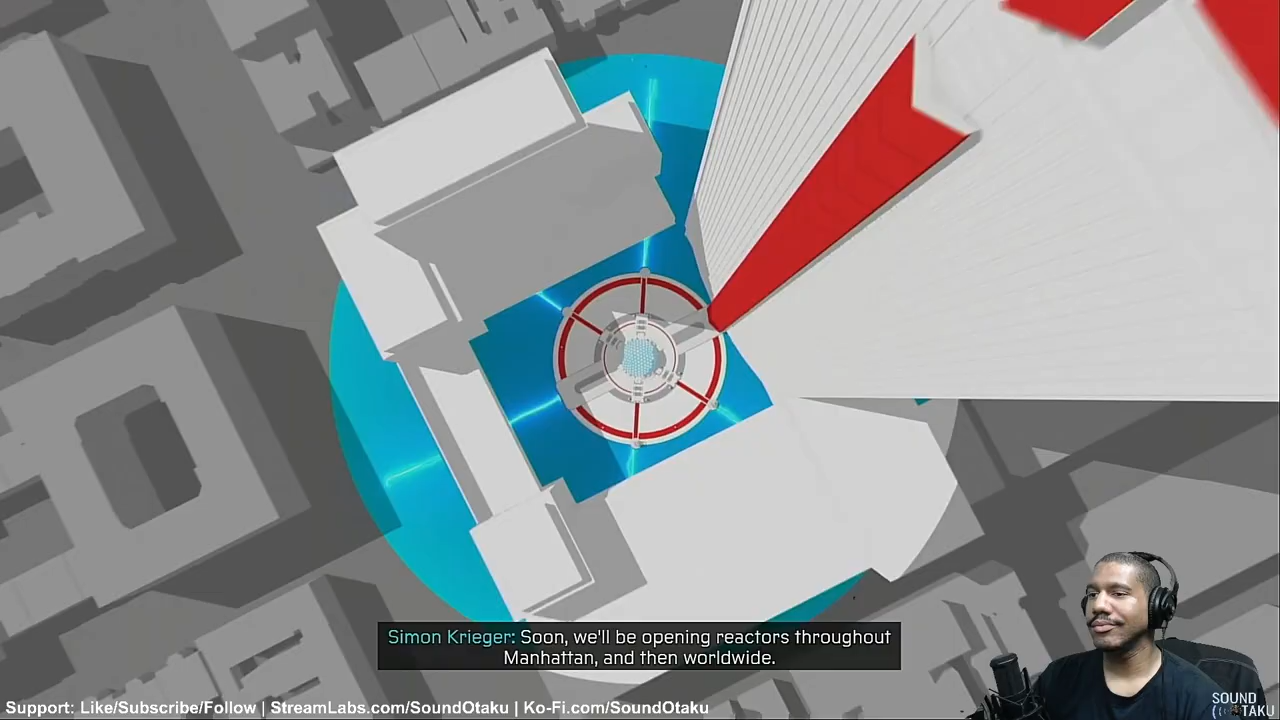 Simon Krieger: Soon, we'll be opening reactors throughout
Manhattan, and then worldwide.
Support: Like/Subscribe/Follow | StreamLabs.com/SoundOtaku | Ko-Fi.com/SoundOtaku
SOUND
OTAKU